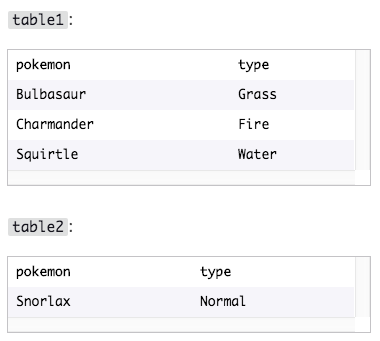 table1:
pokemon type
Bulbasaur Grass
Charmander Fire
Squirtle Water
table2:
pokemon type
Snorlax Normal